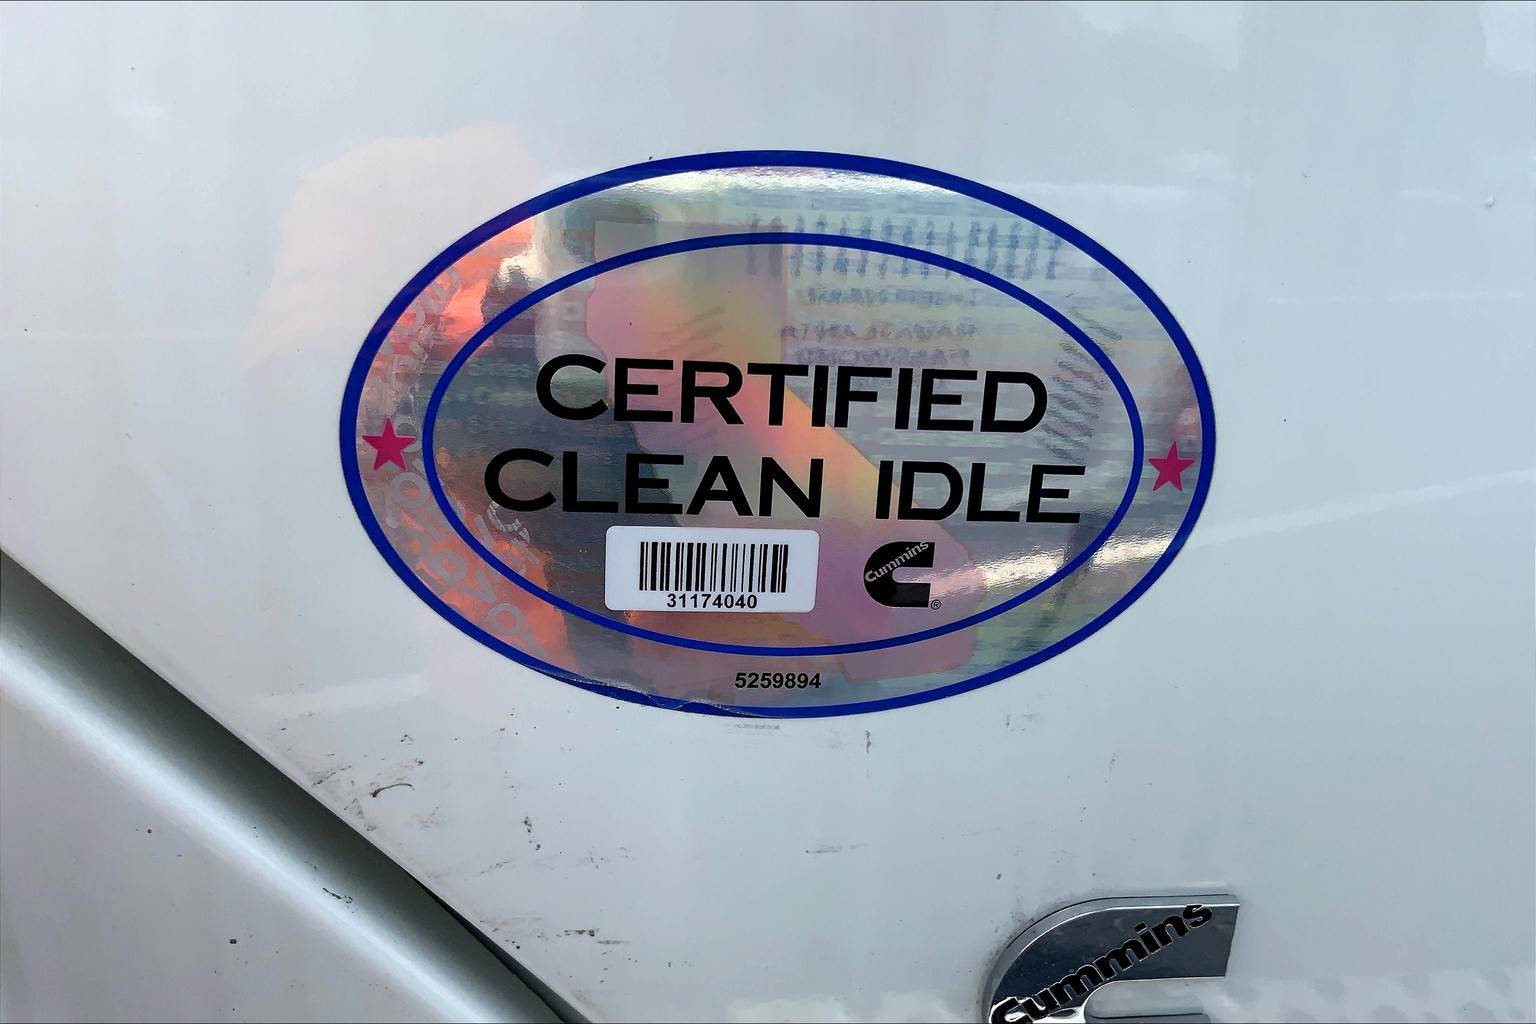 CERTIFIED
CLEAN IDLE
31174040
Cummins
®
5259894
Cummins